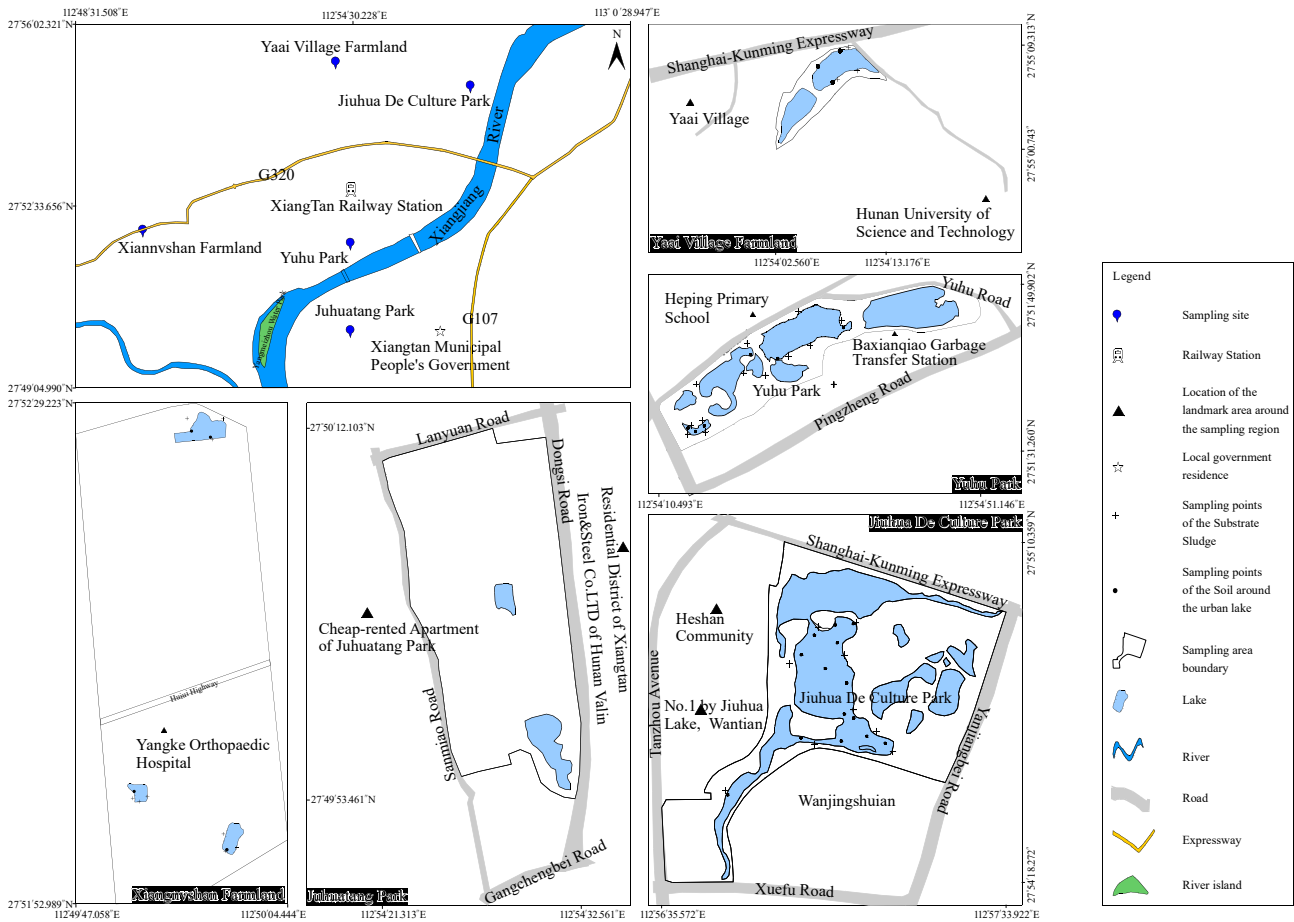 112°48′31.508″E
112°54′30.228″E
113° 0′28.947″E
27°56′02.321″N
27°52′33.656″N
27°49′04.990″N
N
Yaai Village Farmland
Jiuhua De Culture Park
River
Xiangjiang
G320
XiangTan Railway Station
Xiannvshan Farmland
Yuhu Park
Juhuatang Park
G107
Xiangtan Municipal
People's Government
Shanghai-Kunming Expressway
Yaai Village
Hunan University of
Science and Technology
Yaai Village Farmland
27°55′09.313″N
27°55′00.743″N
112°54′02.560″E
112°54′13.176″E
Heping Primary
School
Yuhu Road
Baxianqiao Garbage
Transfer Station
Yuhu Park
Pingzheng Road
Yuhu Park
27°51′49.902″N
27°51′31.260″N
112°54′10.493″E
112°54′51.146″E
27°52′29.223″N
27°51′52.989″N
Hunu Highway
Yangke Orthopaedic
Hospital
Xiangnvshan Farmland
112°49′47.058″E
112°50′04.444″E
27°50′12.103″N
27°49′53.461″N
Lanyuan Road
Dongsi Road
Residential District of Xiangtan
Iron&Steel Co.LTD of Hunan Valin
Cheap-rented Apartment
of Juhuatang Park
Sanmiao Road
Gangchengbei Road
Juhuatang Park
112°54′21.313″E
112°54′32.561″E
Jiuhua De Culture Park
Shanghai-Kunming Expressway
Heshan
Community
Tanzhou Avenue
No.1 by Jiuhua
Lake, Wantian
Jiuhua De Culture Park
Yanjiangbei Road
Wanjingshuian
Xuefu Road
27°55′10.359″N
27°54′18.272″N
112°56′35.572″E
112°57′33.922″E
Legend
Sampling site
Railway Station
Location of the
landmark area around
the sampling region
Local government
residence
Sampling points
of the Substrate
Sludge
Sampling points
of the Soil around
the urban lake
Sampling area
boundary
Lake
River
Road
Expressway
River island